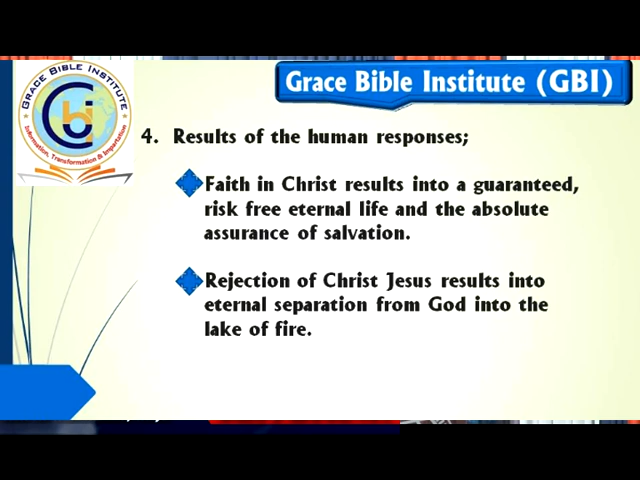 GRACE BIBLE INSTITUTE
Cbi
Information, Transformation & Impartation
Grace Bible Institute (GBI)
4. Results of the human responses;
Faith in Christ results into a guaranteed,
risk free eternal life and the absolute
assurance of salvation.
Rejection of Christ Jesus results into
eternal separation from God into the
lake of fire.